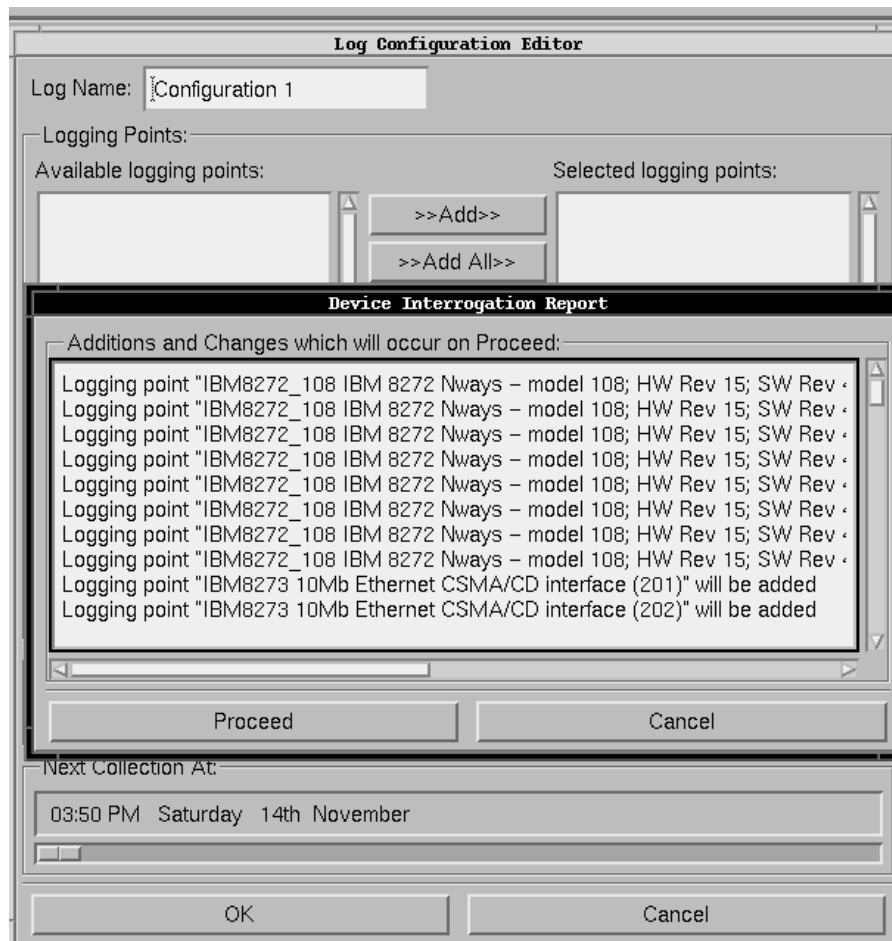 Log Configuration Editor
Log Name: Configuration 1
Logging Points:
Available logging points: Selected logging points:
>>Add>>
>>Add All>>
Device Interrogation Report
Additions and Changes which will occur on Proceed:
Logging point "IBM8272_108 IBM 8272 Nways – model 108; HW Rev 15; SW Rev
Logging point "IBM8272_108 IBM 8272 Nways – model 108; HW Rev 15; SW Rev
Logging point "IBM8272_108 IBM 8272 Nways – model 108; HW Rev 15; SW Rev
Logging point "IBM8272_108 IBM 8272 Nways – model 108; HW Rev 15; SW Rev
Logging point "IBM8272_108 IBM 8272 Nways – model 108; HW Rev 15; SW Rev
Logging point "IBM8272_108 IBM 8272 Nways – model 108; HW Rev 15; SW Rev
Logging point "IBM8272_108 IBM 8272 Nways – model 108; HW Rev 15; SW Rev
Logging point "IBM8272_108 IBM 8272 Nways – model 108; HW Rev 15; SW Rev
Logging point "IBM8273 10Mb Ethernet CSMA/CD interface (201)" will be added
Logging point "IBM8273 10Mb Ethernet CSMA/CD interface (202)" will be added
Proceed Cancel
Next Collection At:
03:50 PM Saturday 14th November
OK Cancel